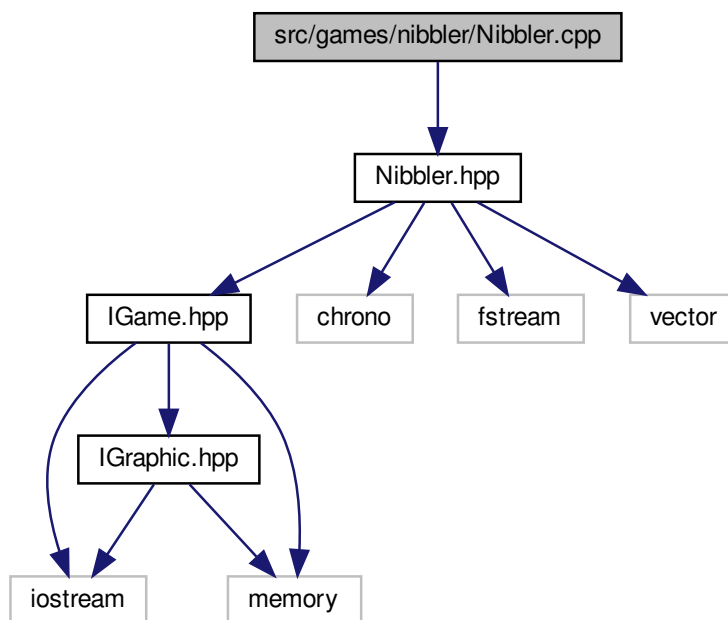 src/games/nibbler/Nibbler.cpp
Nibbler.hpp
IGame.hpp
chrono
fstream
vector
IGraphic.hpp
iostream
memory